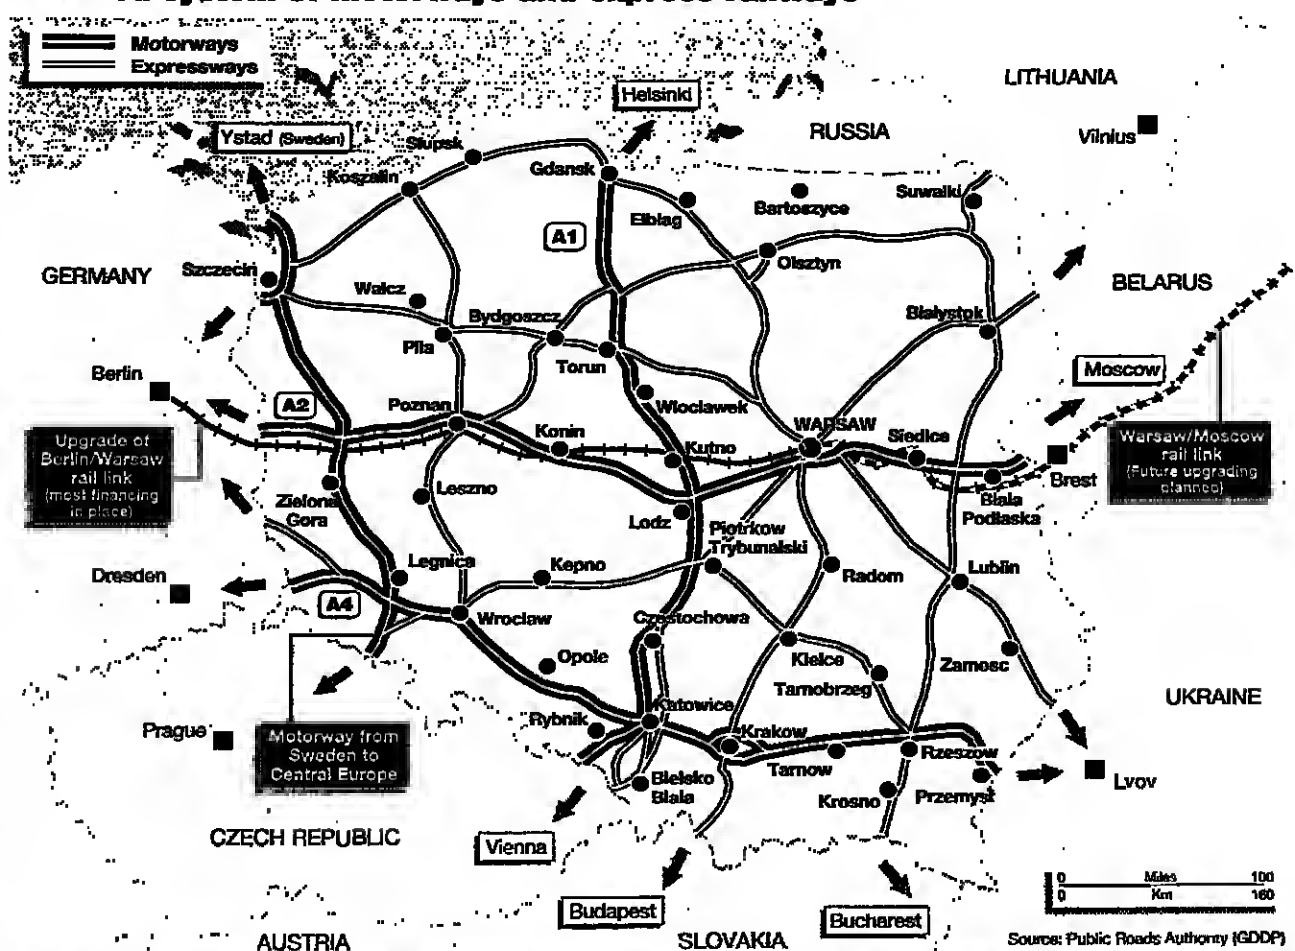 Motorways
Expressways
LITHUANIA
Helsinki
RUSSIA
Vilnius
Ystad (Sweden)
Slupsk
Gdansk
Koszalin
Elblag
Bartoszyce
Suwalki
A1
GERMANY
Szczecin
Olsztyn
BELARUS
Walcz
Bydgoszcz
Bialystok
Pila
Torun
Moscow
Berlin
A2
Poznan
Wloclawek
WARSAW
Siedlce
Upgrade of
Berlin/Warsaw
rail link
(most financing
in place)
Konin
Kutno
Warsaw/Moscow
rail link
(Future upgrading
planned)
Brest
Zielona
Gora
Leszno
Lodz
Biala
Podlaska
Piotrkow
Trybunalski
Dresden
Legnica
Kepno
Radom
Lublin
A4
Wroclaw
Czestochowa
Opole
Kielce
Zamosc
Tarnobrzeg
UKRAINE
Prague
Motorway from
Sweden to
Central Europe
Rybnik
Katowice
Krakow
Tarnow
Rzeszow
Bielsko
Biala
Krosno
Przemysl
Lvov
CZECH REPUBLIC
Vienna
Budapest
Bucharest
0 Miles 100
0 Km 160
AUSTRIA
SLOVAKIA
Source: Public Roads Authority (GDDP)